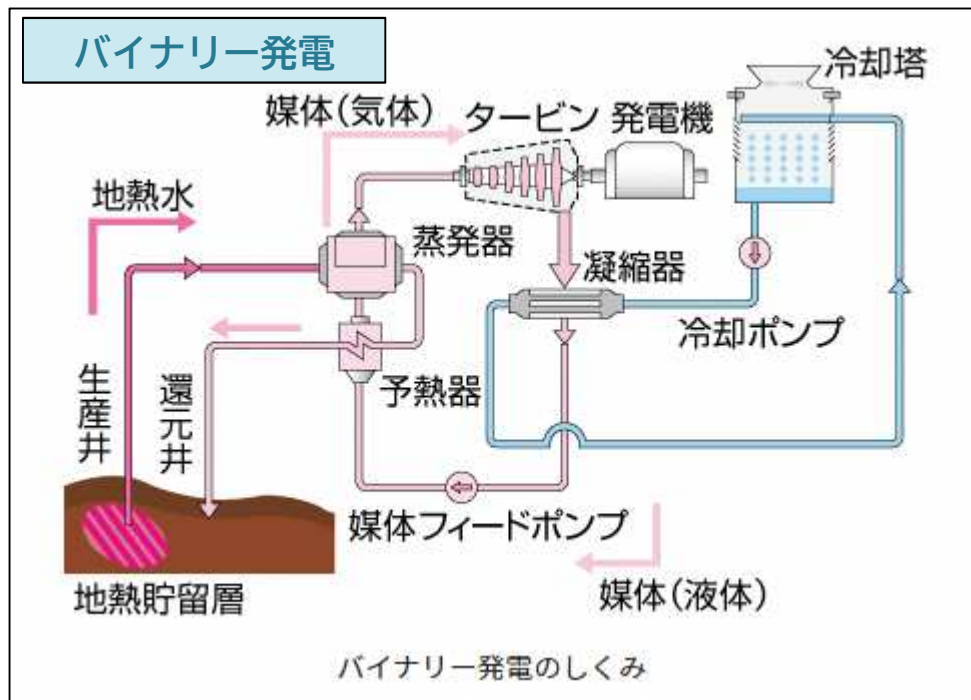 バイナリー発電
冷却塔
媒体(気体)
タービン
発電機
地熱水
蒸発器
凝縮器
冷却ポンプ
予熱器
生産井
還元井
媒体フィードポンプ
地熱貯留層
媒体(液体)
バイナリー発電のしくみ